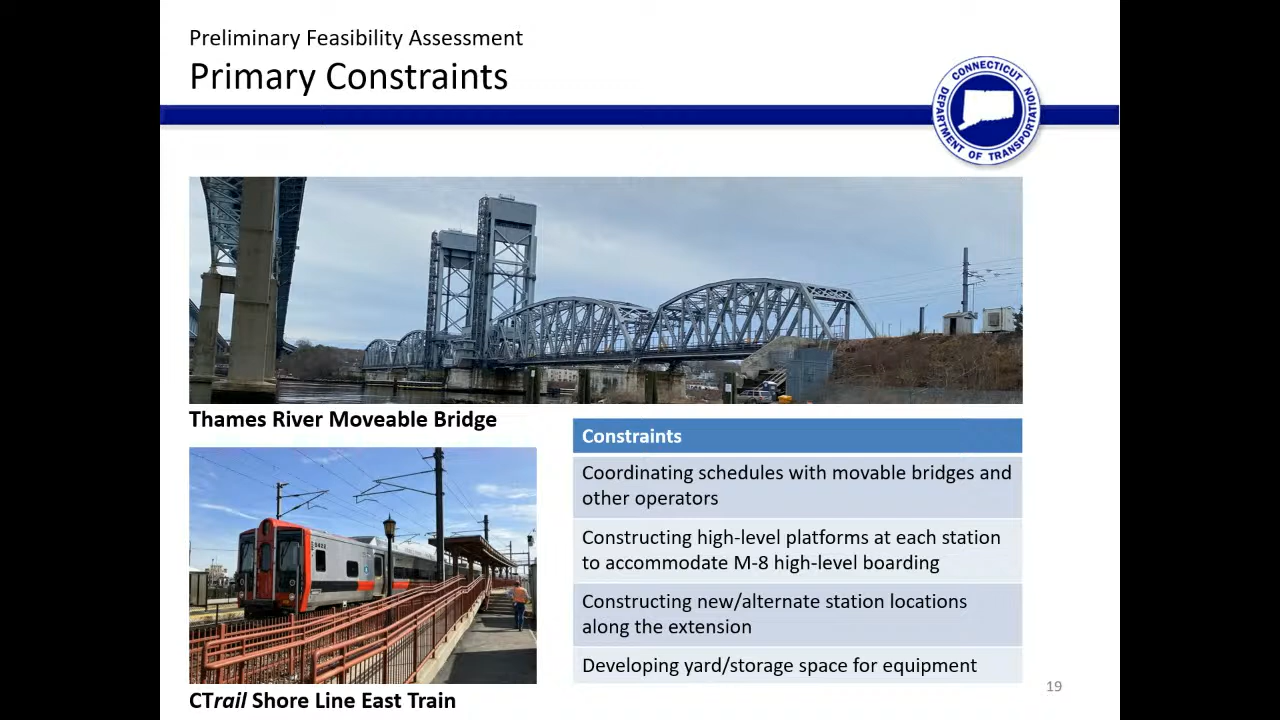 Preliminary Feasibility Assessment
Primary Constraints
CONNECTICUT
DEPARTMENT OF TRANSPORTATION
Thames River Moveable Bridge
Constraints
Coordinating schedules with movable bridges and
other operators
Constructing high-level platforms at each station
to accommodate M-8 high-level boarding
Constructing new/alternate station locations
along the extension
Developing yard/storage space for equipment
CTrail Shore Line East Train
19